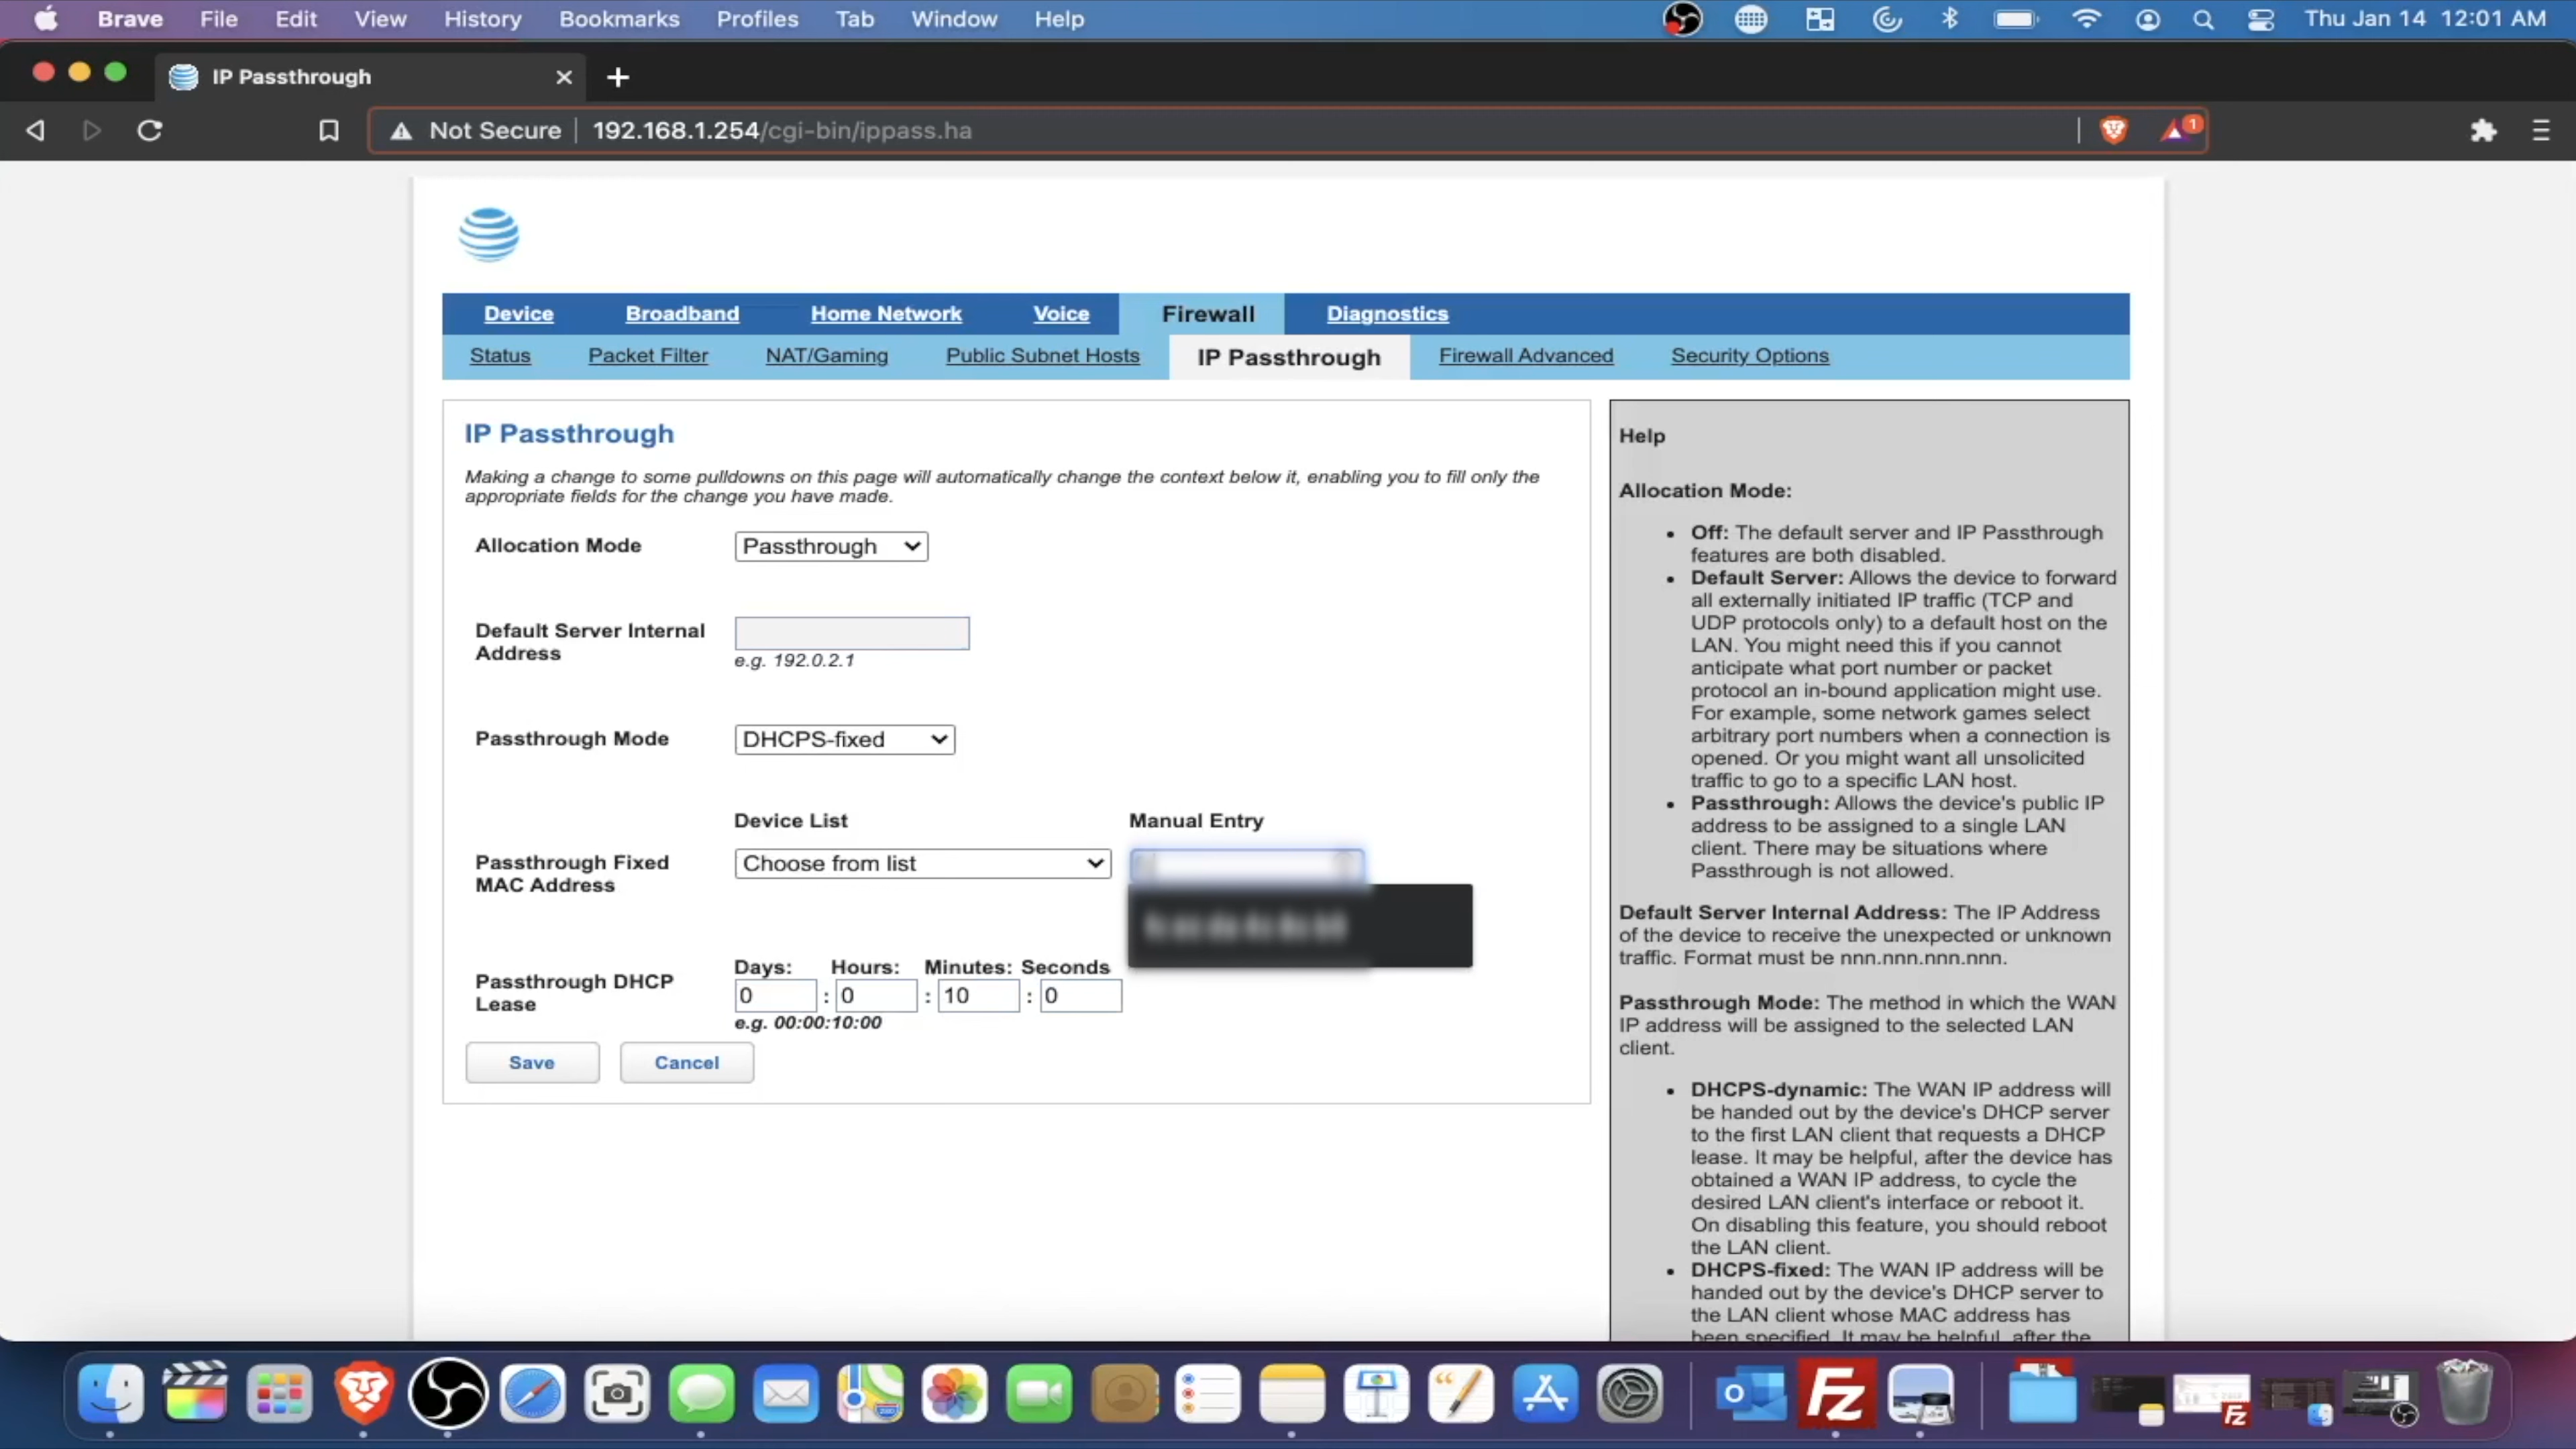 Brave File Edit View History Bookmarks Profiles Tab Window Help Thu Jan 14 12:01 AM
IP Passthrough
Not Secure 192.168.1.254/cgi-bin/ippass.ha 1
Device Broadband Home Network Voice Firewall Diagnostics
Status Packet Filter NAT/Gaming Public Subnet Hosts IP Passthrough Firewall Advanced Security Options
IP Passthrough
Making a change to some pulldowns on this page will automatically change the context below it, enabling you to fill only the
appropriate fields for the change you have made.
Allocation Mode Passthrough
Default Server Internal
Address
e.g. 192.0.2.1
Passthrough Mode DHCPS-fixed
Device List Manual Entry
Passthrough Fixed
MAC Address
Choose from list
Days: Hours: Minutes: Seconds
Passthrough DHCP
Lease
0 : 0 : 10 : 0
e.g. 00:00:10:00
Save Cancel
Help
Allocation Mode:
• Off: The default server and IP Passthrough
features are both disabled.
• Default Server: Allows the device to forward
all externally initiated IP traffic (TCP and
UDP protocols only) to a default host on the
LAN. You might need this if you cannot
anticipate what port number or packet
protocol an in-bound application might use.
For example, some network games select
arbitrary port numbers when a connection is
opened. Or you might want all unsolicited
traffic to go to a specific LAN host.
• Passthrough: Allows the device's public IP
address to be assigned to a single LAN
client. There may be situations where
Passthrough is not allowed.
Default Server Internal Address: The IP Address
of the device to receive the unexpected or unknown
traffic. Format must be nnn.nnn.nnn.nnn.
Passthrough Mode: The method in which the WAN
IP address will be assigned to the selected LAN
client.
• DHCPS-dynamic: The WAN IP address will
be handed out by the device's DHCP server
to the first LAN client that requests a DHCP
lease. It may be helpful, after the device has
obtained a WAN IP address, to cycle the
desired LAN client's interface or reboot it.
On disabling this feature, you should reboot
the LAN client.
• DHCPS-fixed: The WAN IP address will be
handed out by the device's DHCP server to
the LAN client whose MAC address has
been specified. It may be helpful, after the